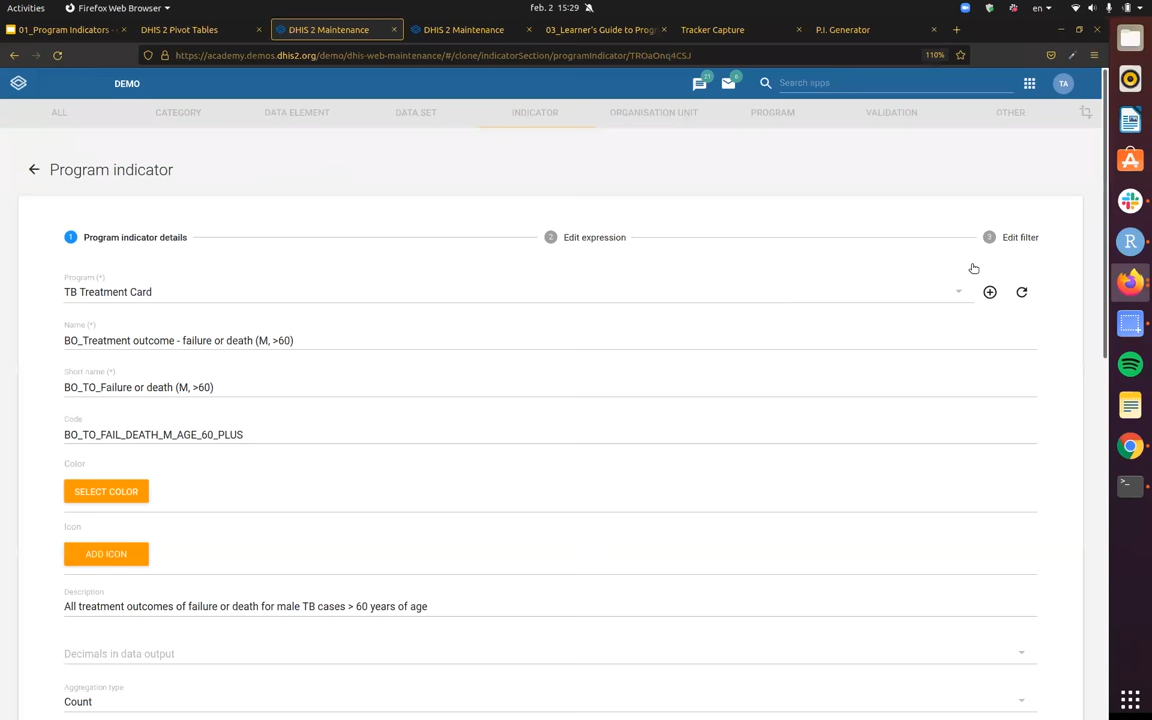 Activities Firefox Web Browser feb. 2 15:29 en
01_Program Indicators - DHIS 2 Pivot Tables DHIS 2 Maintenance DHIS 2 Maintenance 03_Learner's Guide to Prog Tracker Capture P.I. Generator
https://academy.demos.dhis2.org/demo/dhis-web-maintenance/#/clone/indicatorSection/programIndicator/TROaOnq4CSJ 110%
DEMO 21 6 Search apps TA
ALL CATEGORY DATA ELEMENT DATA SET INDICATOR ORGANISATION UNIT PROGRAM VALIDATION OTHER
Program indicator
1 Program indicator details 2 Edit expression 3 Edit filter
Program (*)
TB Treatment Card
Name (*)
BO_Treatment outcome - failure or death (M, >60)
Short name (*)
BO_TO_Failure or death (M, >60)
Code
BO_TO_FAIL_DEATH_M_AGE_60_PLUS
Color
SELECT COLOR
Icon
ADD ICON
Description
All treatment outcomes of failure or death for male TB cases > 60 years of age
Decimals in data output
Aggregation type
Count